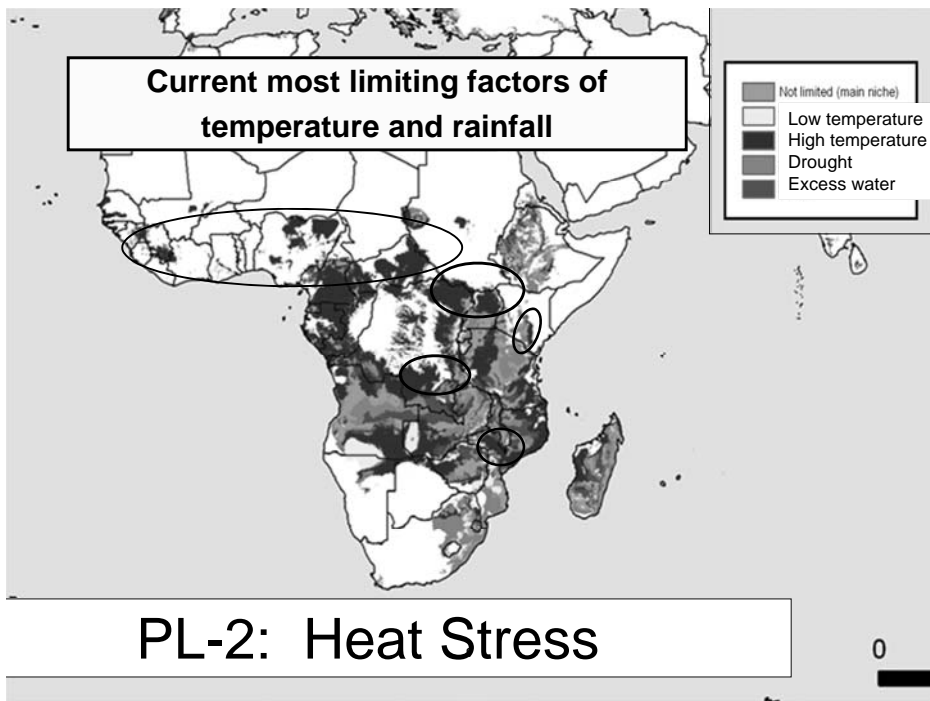 Current most limiting factors of
temperature and rainfall
Not limited (main niche)
Low temperature
High temperature
Drought
Excess water
PL-2: Heat Stress
0